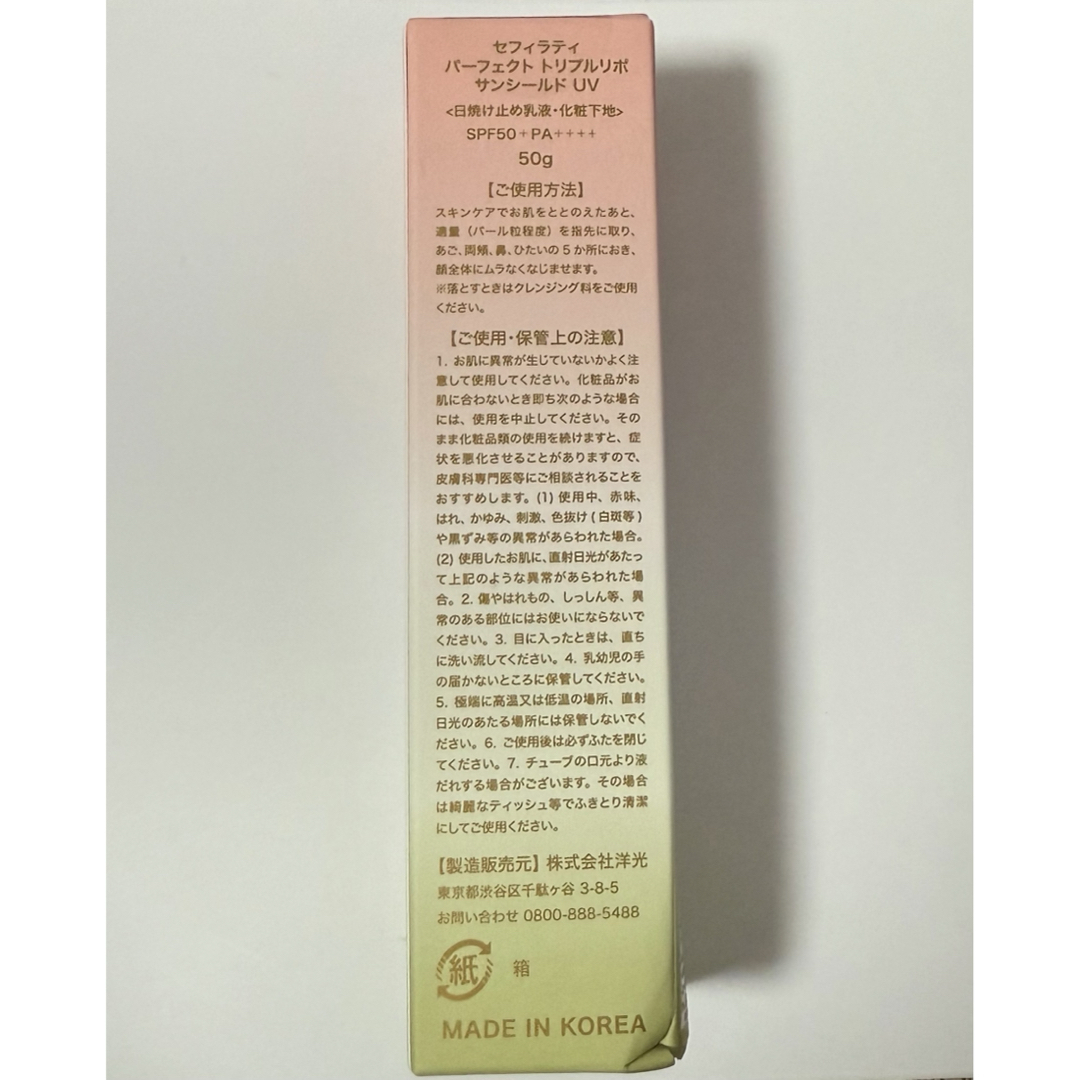 セフィラティ
パーフェクト トリプルリポ
サンシールド UV
<日焼け止め乳液・化粧下地>
SPF50＋PA＋＋＋＋
50g
【ご使用方法】
スキンケアでお肌をととのえたあと、
適量（パール粒程度）を指先に取り、
あご、両頬、鼻、ひたいの5か所におき、
顔全体にムラなくなじませます。
※落とすときはクレンジング料をご使用
ください。
【ご使用・保管上の注意】
1. お肌に異常が生じていないかよく注
意して使用してください。化粧品がお
肌に合わないとき即ち次のような場合
には、使用を中止してください。その
まま化粧品類の使用を続けますと、症
状を悪化させることがありますので、
皮膚科専門医等にご相談されることを
おすすめします。(1) 使用中、赤味、
はれ、かゆみ、刺激、色抜け(白斑等)
や黒ずみ等の異常があらわれた場合。
(2) 使用したお肌に、直射日光があたっ
て上記のような異常があらわれた場
合。2. 傷やはれもの、しっしん等、異
常のある部位にはお使いにならないで
ください。3. 目に入ったときは、直ち
に洗い流してください。4. 乳幼児の手
の届かないところに保管してください。
5. 極端に高温又は低温の場所、直射
日光のあたる場所には保管しないでく
ださい。6. ご使用後は必ずふたを閉じ
てください。7. チューブの口元より液
だれする場合がございます。その場合
は綺麗なティッシュ等でふきとり清潔
にしてご使用ください。
【製造販売元】株式会社洋光
東京都渋谷区千駄ヶ谷 3-8-5
お問い合わせ 0800-888-5488
紙 箱
MADE IN KOREA